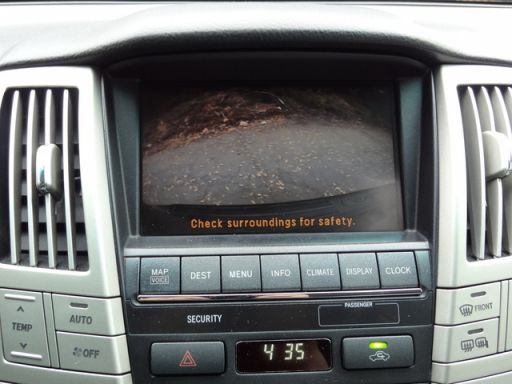 Check surroundings for safety.
MAP VOICE DEST MENU INFO CLIMATE DISPLAY CLOCK
PASSENGER
SECURITY
TEMP AUTO OFF
FRONT
4 35